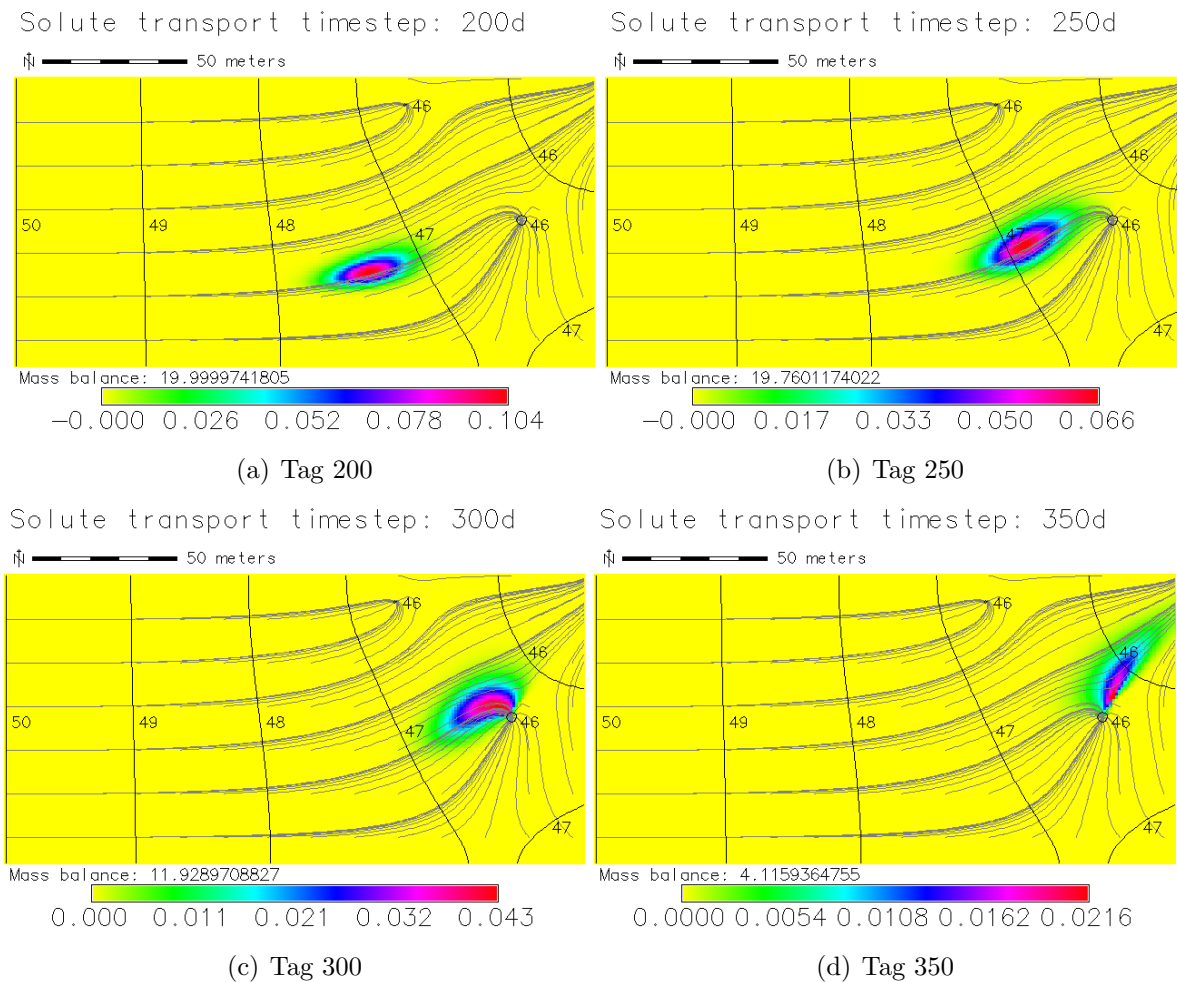 Solute transport timestep: 200d
N 50 meters
46
46
50 49 48 47 46
47
Mass balance: 19.9999741805
−0.000 0.026 0.052 0.078 0.104
(a) Tag 200
Solute transport timestep: 250d
N 50 meters
46
46
50 49 48 47 46
47
Mass balance: 19.7601174022
−0.000 0.017 0.033 0.050 0.066
(b) Tag 250
Solute transport timestep: 300d
N 50 meters
46
46
50 49 48 47 46
47
Mass balance: 11.9289708827
0.000 0.011 0.021 0.032 0.043
(c) Tag 300
Solute transport timestep: 350d
N 50 meters
46
46
50 49 48 47 46
47
Mass balance: 4.1159364755
0.0000 0.0054 0.0108 0.0162 0.0216
(d) Tag 350